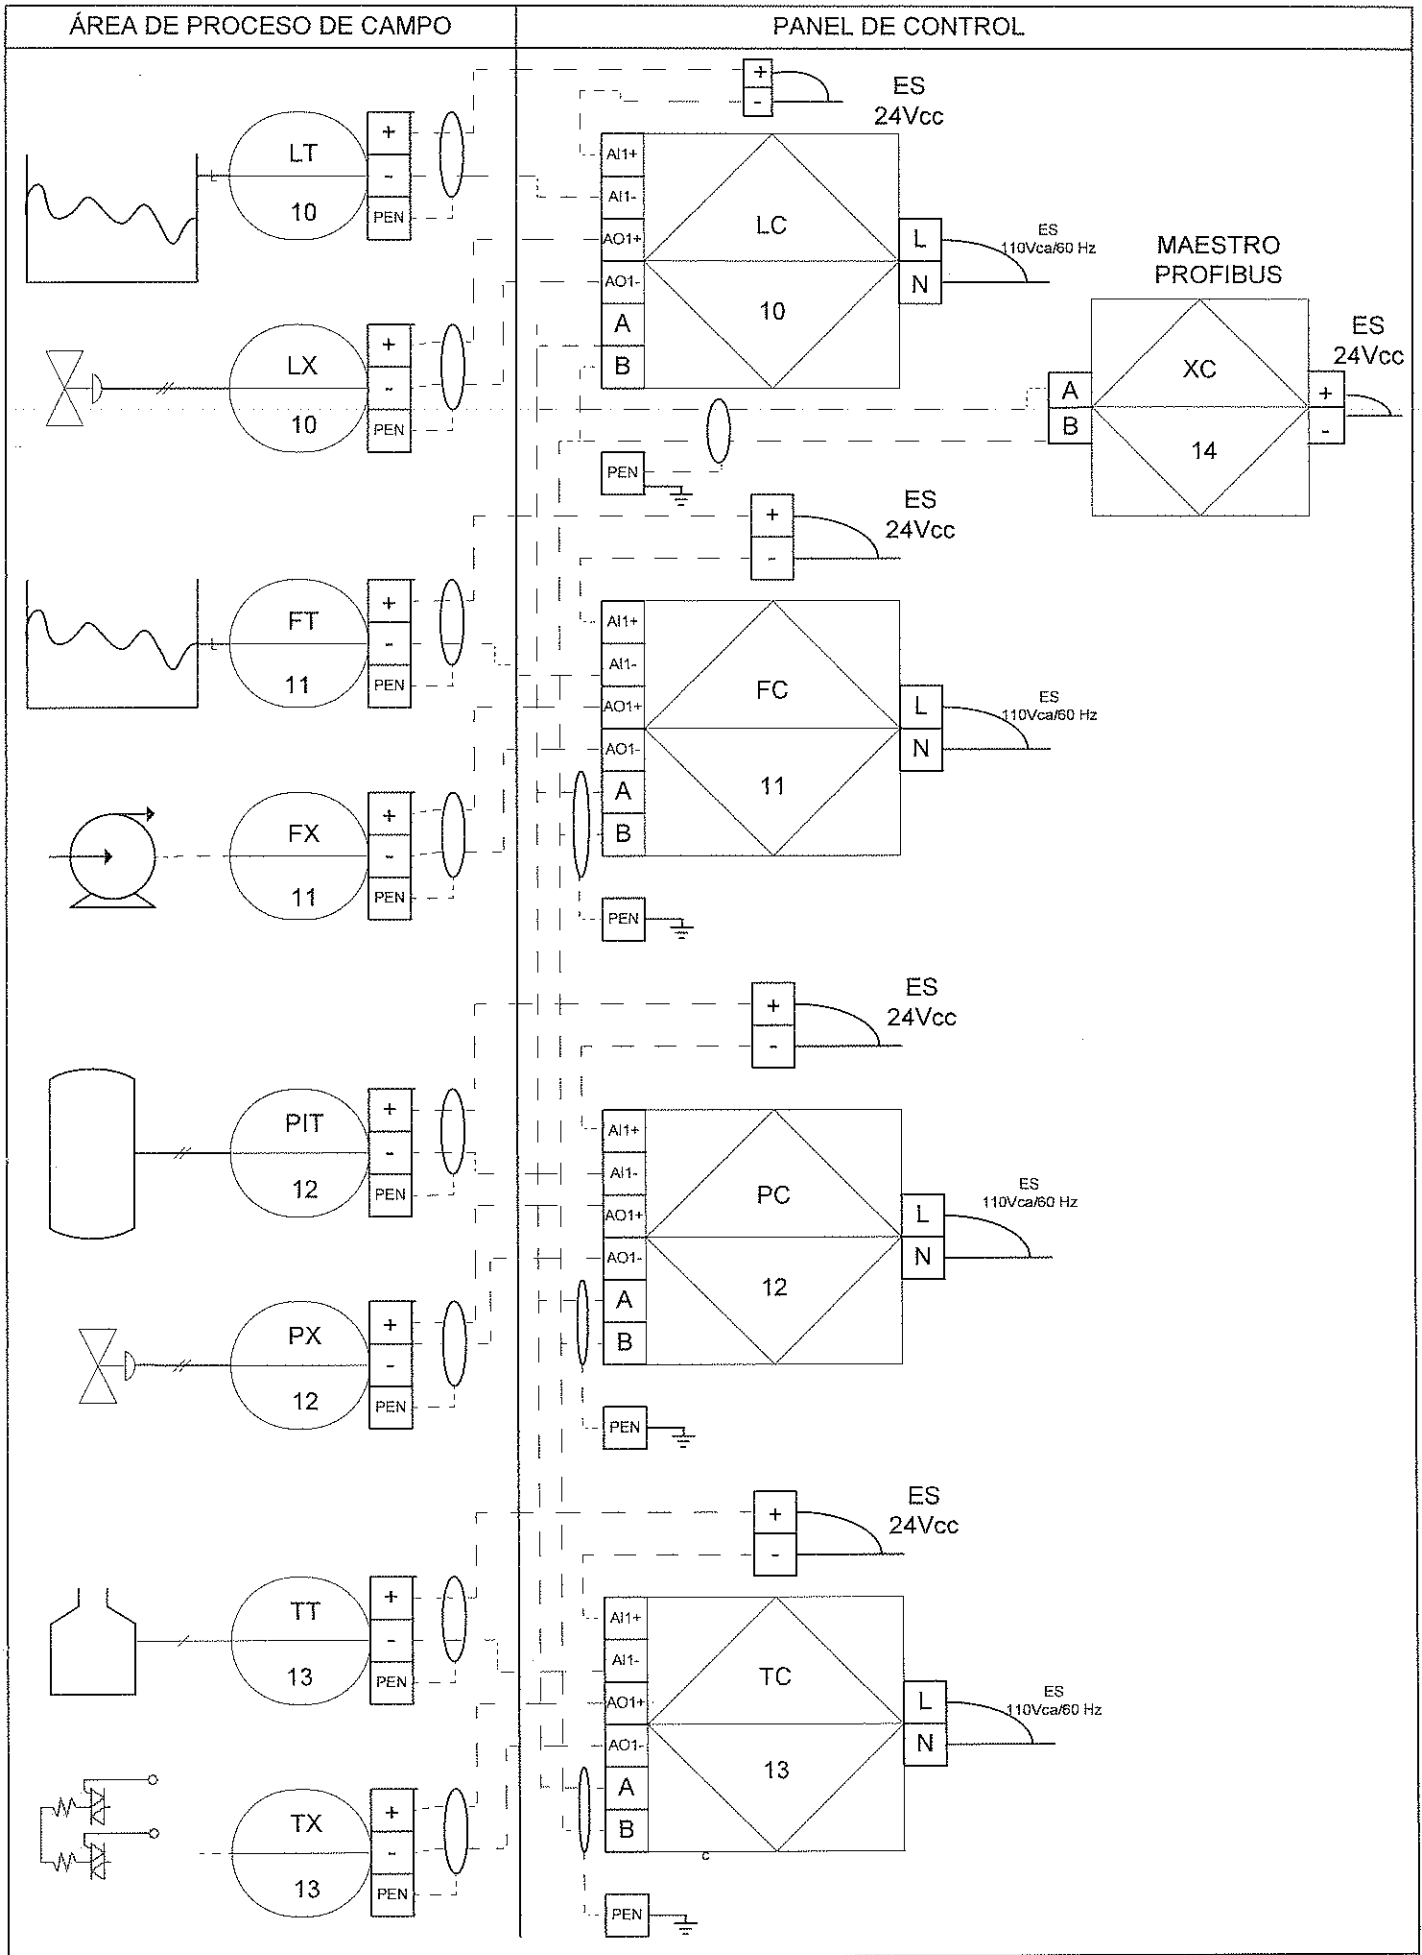 ÁREA DE PROCESO DE CAMPO
PANEL DE CONTROL
+
-
ES
24Vcc
LT
10
+
-
PEN
AI1+
AI1-
AO1+
AO1-
A
B
LC
10
L
N
ES
110Vca/60 Hz
MAESTRO
PROFIBUS
LX
10
+
-
PEN
A
B
XC
14
+
-
ES
24Vcc
PEN
+
-
ES
24Vcc
FT
11
+
-
PEN
AI1+
AI1-
AO1+
AO1-
A
B
FC
11
L
N
ES
110Vca/60 Hz
FX
11
+
-
PEN
PEN
+
-
ES
24Vcc
PIT
12
+
-
PEN
AI1+
AI1-
AO1+
AO1-
A
B
PC
12
L
N
ES
110Vca/60 Hz
PX
12
+
-
PEN
PEN
+
-
ES
24Vcc
TT
13
+
-
PEN
AI1+
AI1-
AO1+
AO1-
A
B
TC
13
L
N
ES
110Vca/60 Hz
TX
13
+
-
PEN
c
PEN